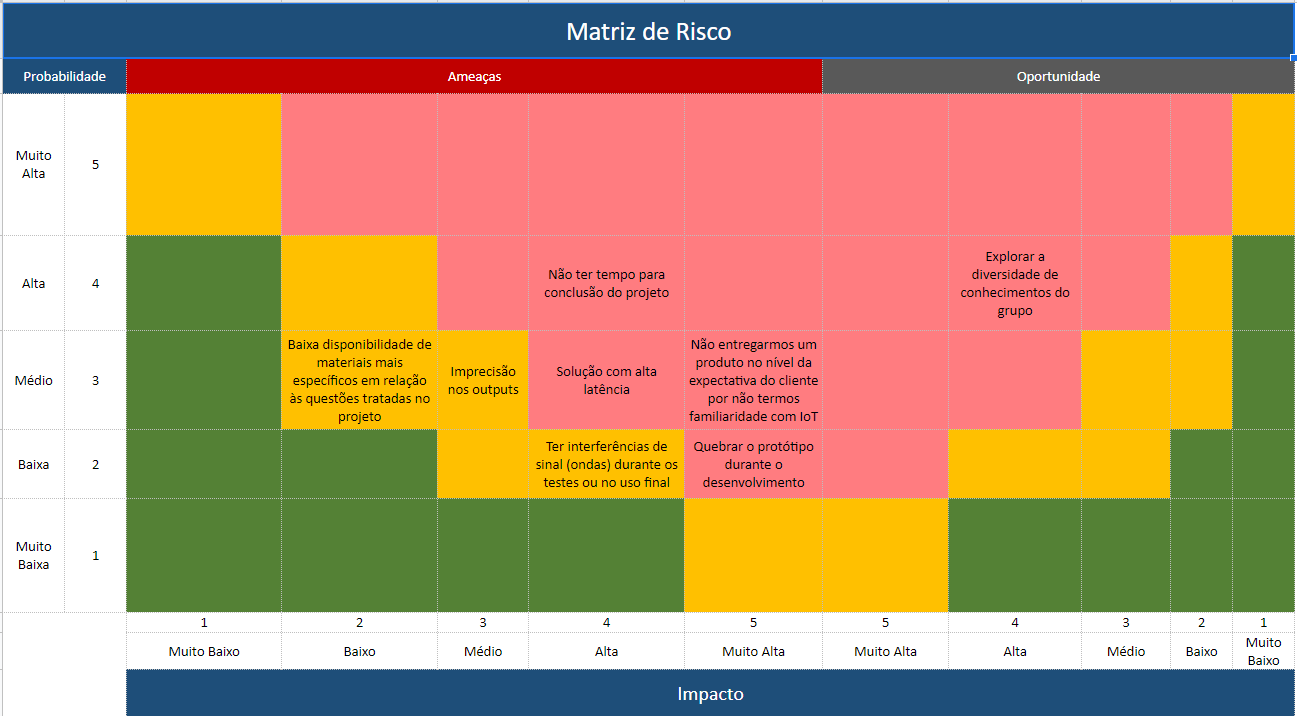 Matriz de Risco
Probabilidade
Ameaças
Oportunidade
Muito
Alta
5
Alta
4
Não ter tempo para
conclusão do projeto
Explorar a
diversidade de
conhecimentos do
grupo
Médio
3
Baixa disponibilidade de
materiais mais
específicos em relação
às questões tratadas no
projeto
Imprecisão
nos outputs
Solução com alta
latência
Não entregarmos um
produto no nível da
expectativa do cliente
por não termos
familiaridade com IoT
Baixa
2
Ter interferências de
sinal (ondas) durante os
testes ou no uso final
Quebrar o protótipo
durante o
desenvolvimento
Muito
Baixa
1
1
2
3
4
5
5
4
3
2
1
Muito Baixo
Baixo
Médio
Alta
Muito Alta
Muito Alta
Alta
Médio
Baixo
Muito
Baixo
Impacto